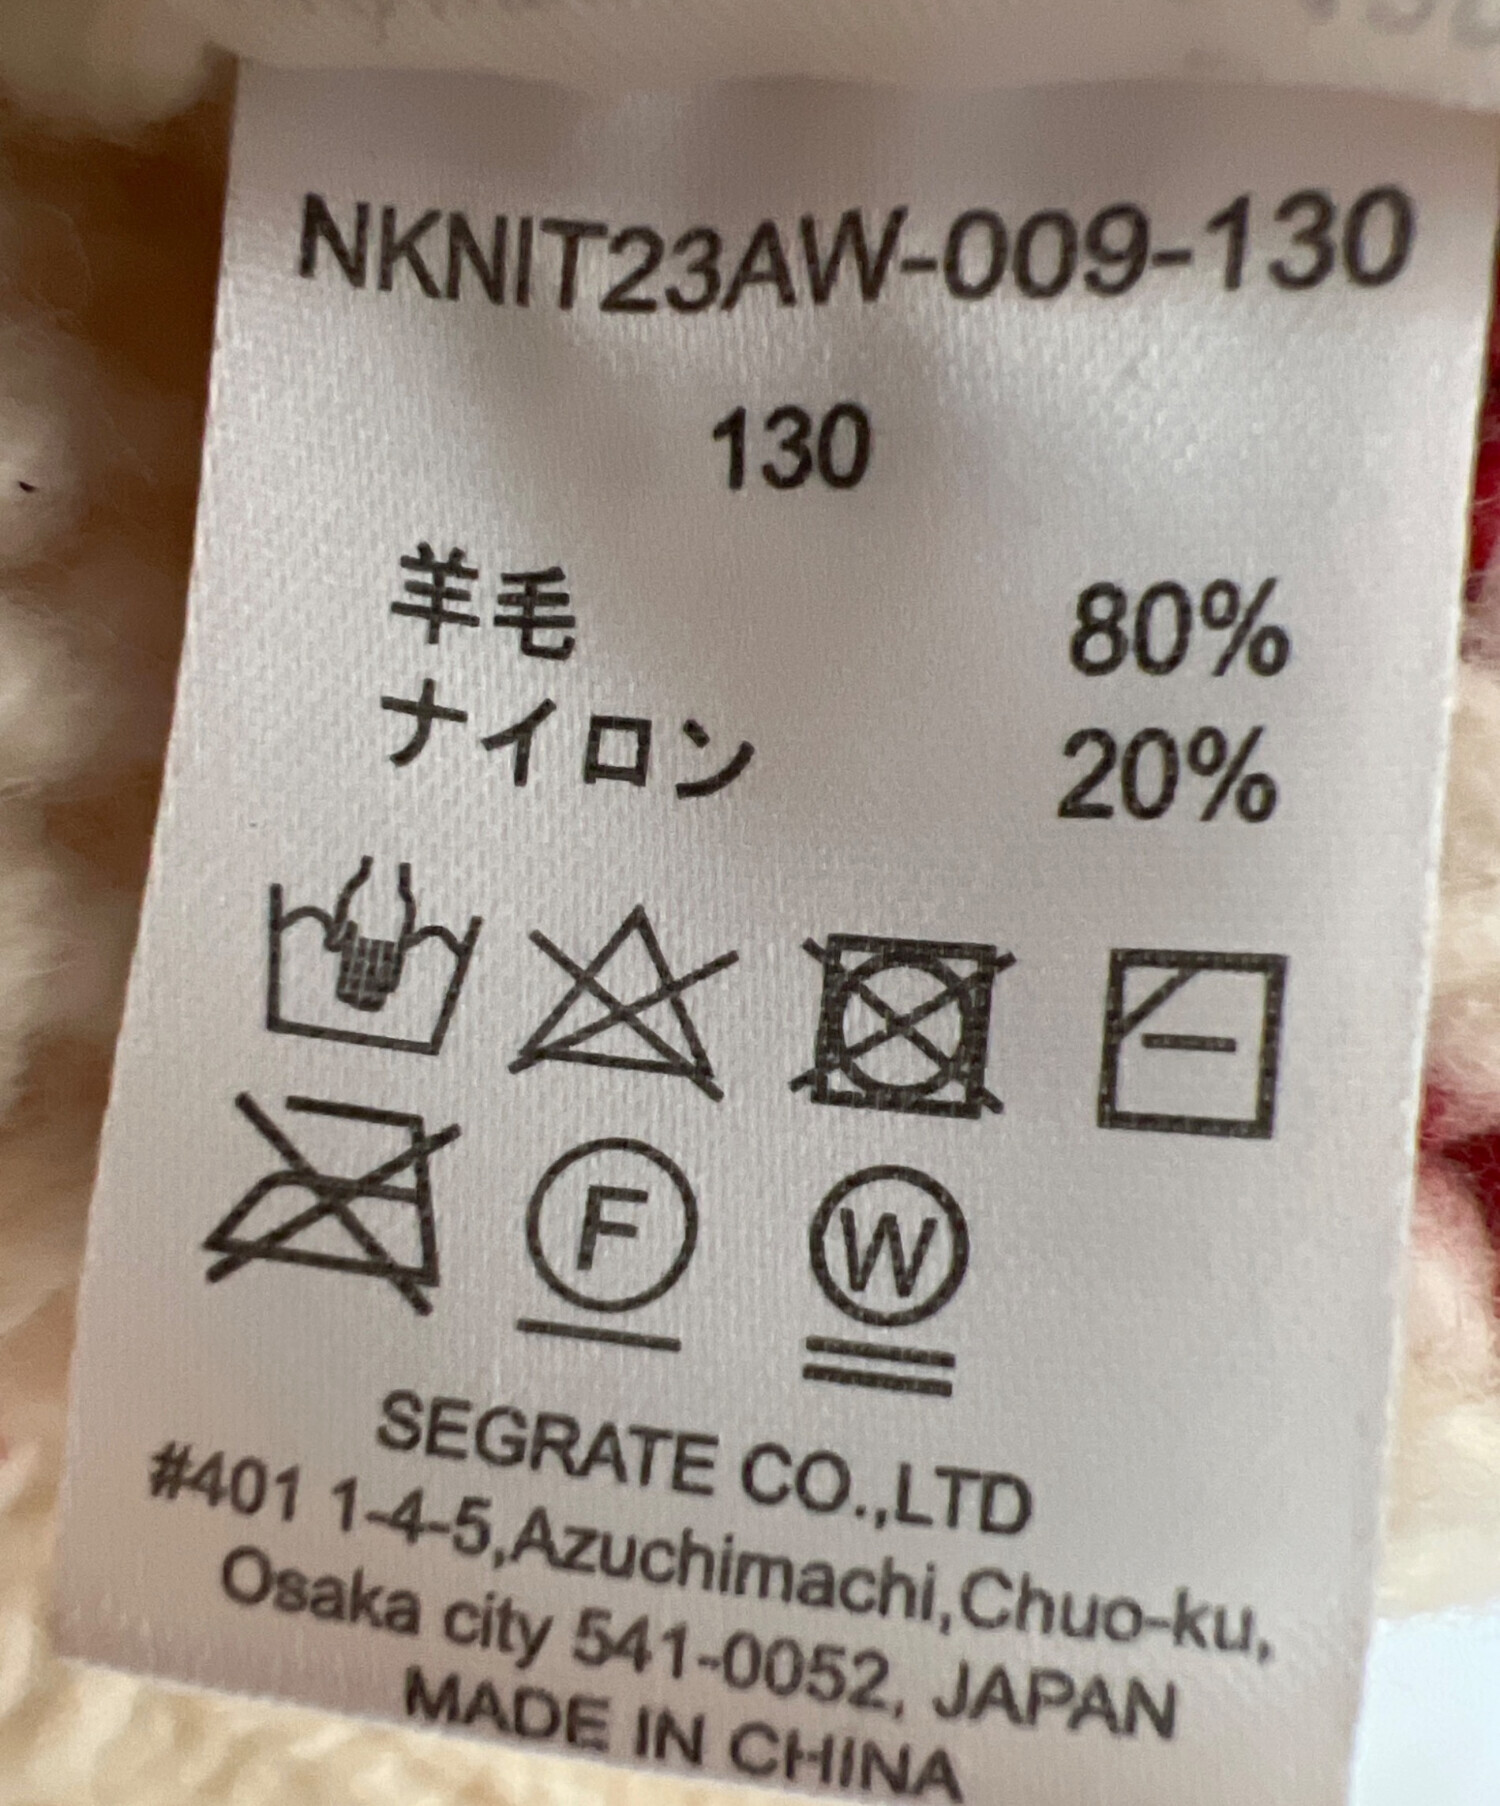 NKNIT23AW-009-130
130
羊毛 80%
ナイロン 20%
F W
SEGRATE CO.,LTD
#401 1-4-5,Azuchimachi,Chuo-ku,
Osaka city 541-0052, JAPAN
MADE IN CHINA